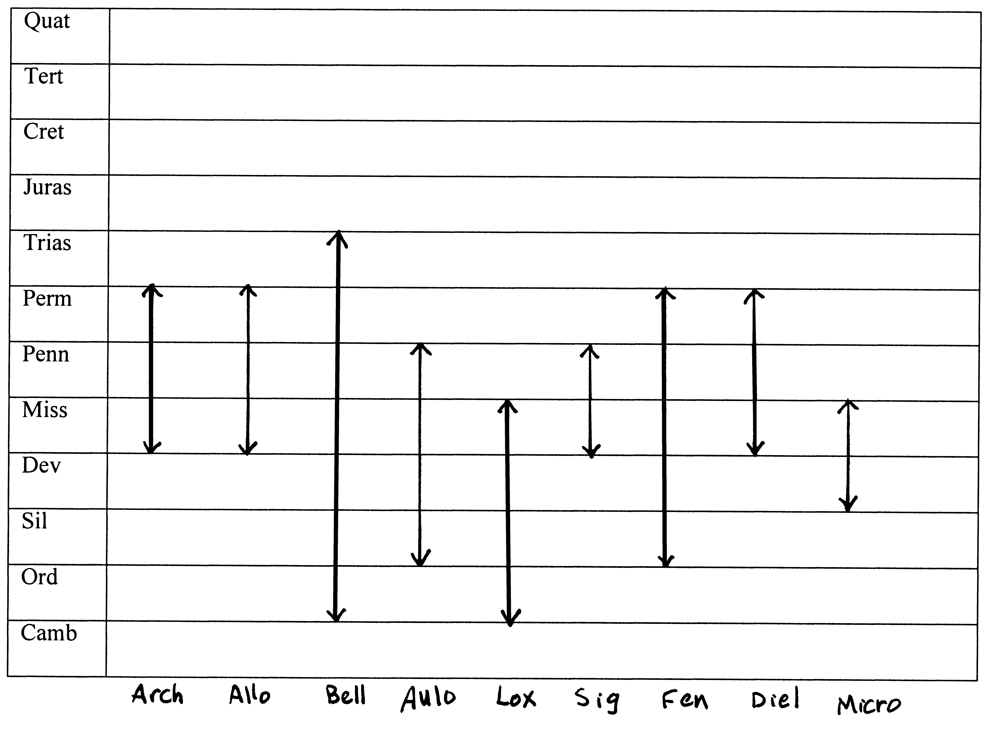 Quat
Tert
Cret
Juras
Trias
Perm
Penn
Miss
Dev
Sil
Ord
Camb
Arch Allo Bell Aulo Lox Sig Fen Diel Micro